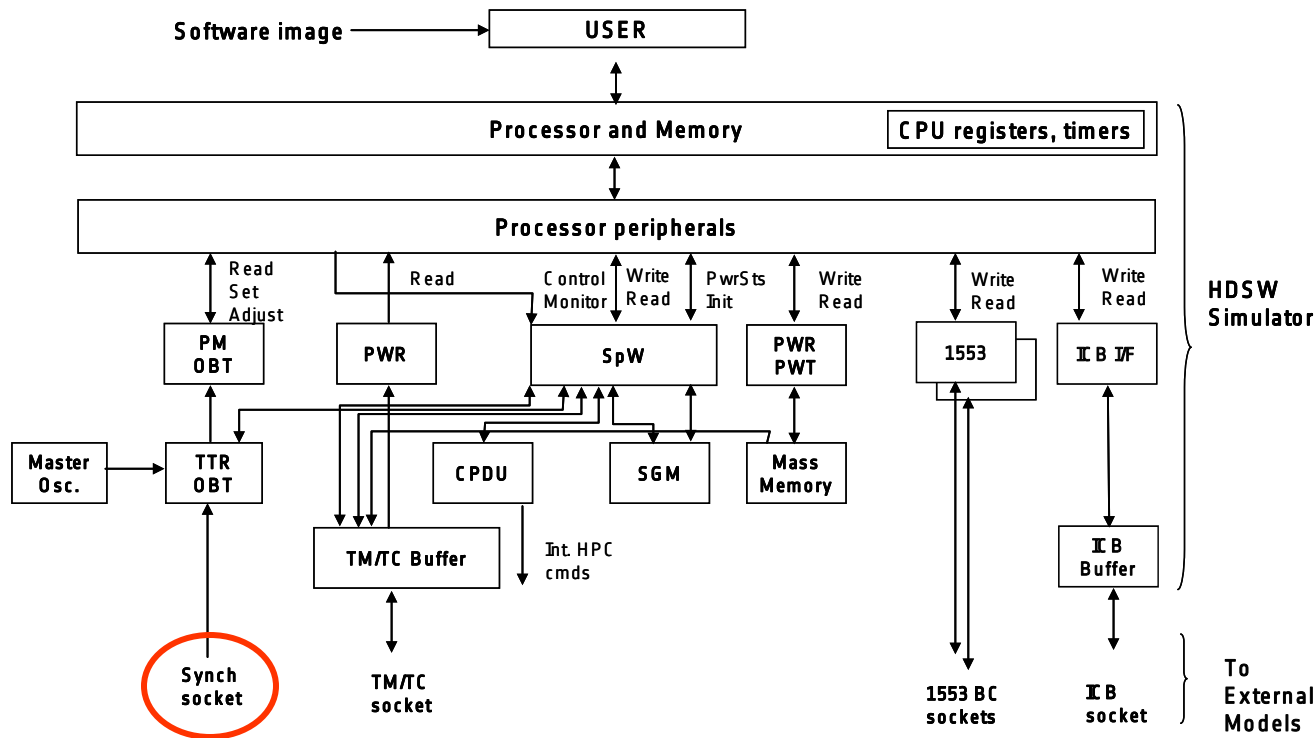 Software image
USER
Processor and Memory
CPU registers, timers
Processor peripherals
Read
Set
Adjust
Read
Control
Monitor
Write
Read
PwrSts
Init
Write
Read
Write
Read
Write
Read
HDSW
Simulator
PM
OBT
PWR
SpW
PWR
PWT
1553
ICB I/F
Master
Osc.
TTR
OBT
CPDU
SGM
Mass
Memory
TM/TC Buffer
Int. HPC
cmds
ICB
Buffer
Synch
socket
TM/TC
socket
1553 BC
sockets
ICB
socket
To
External
Models